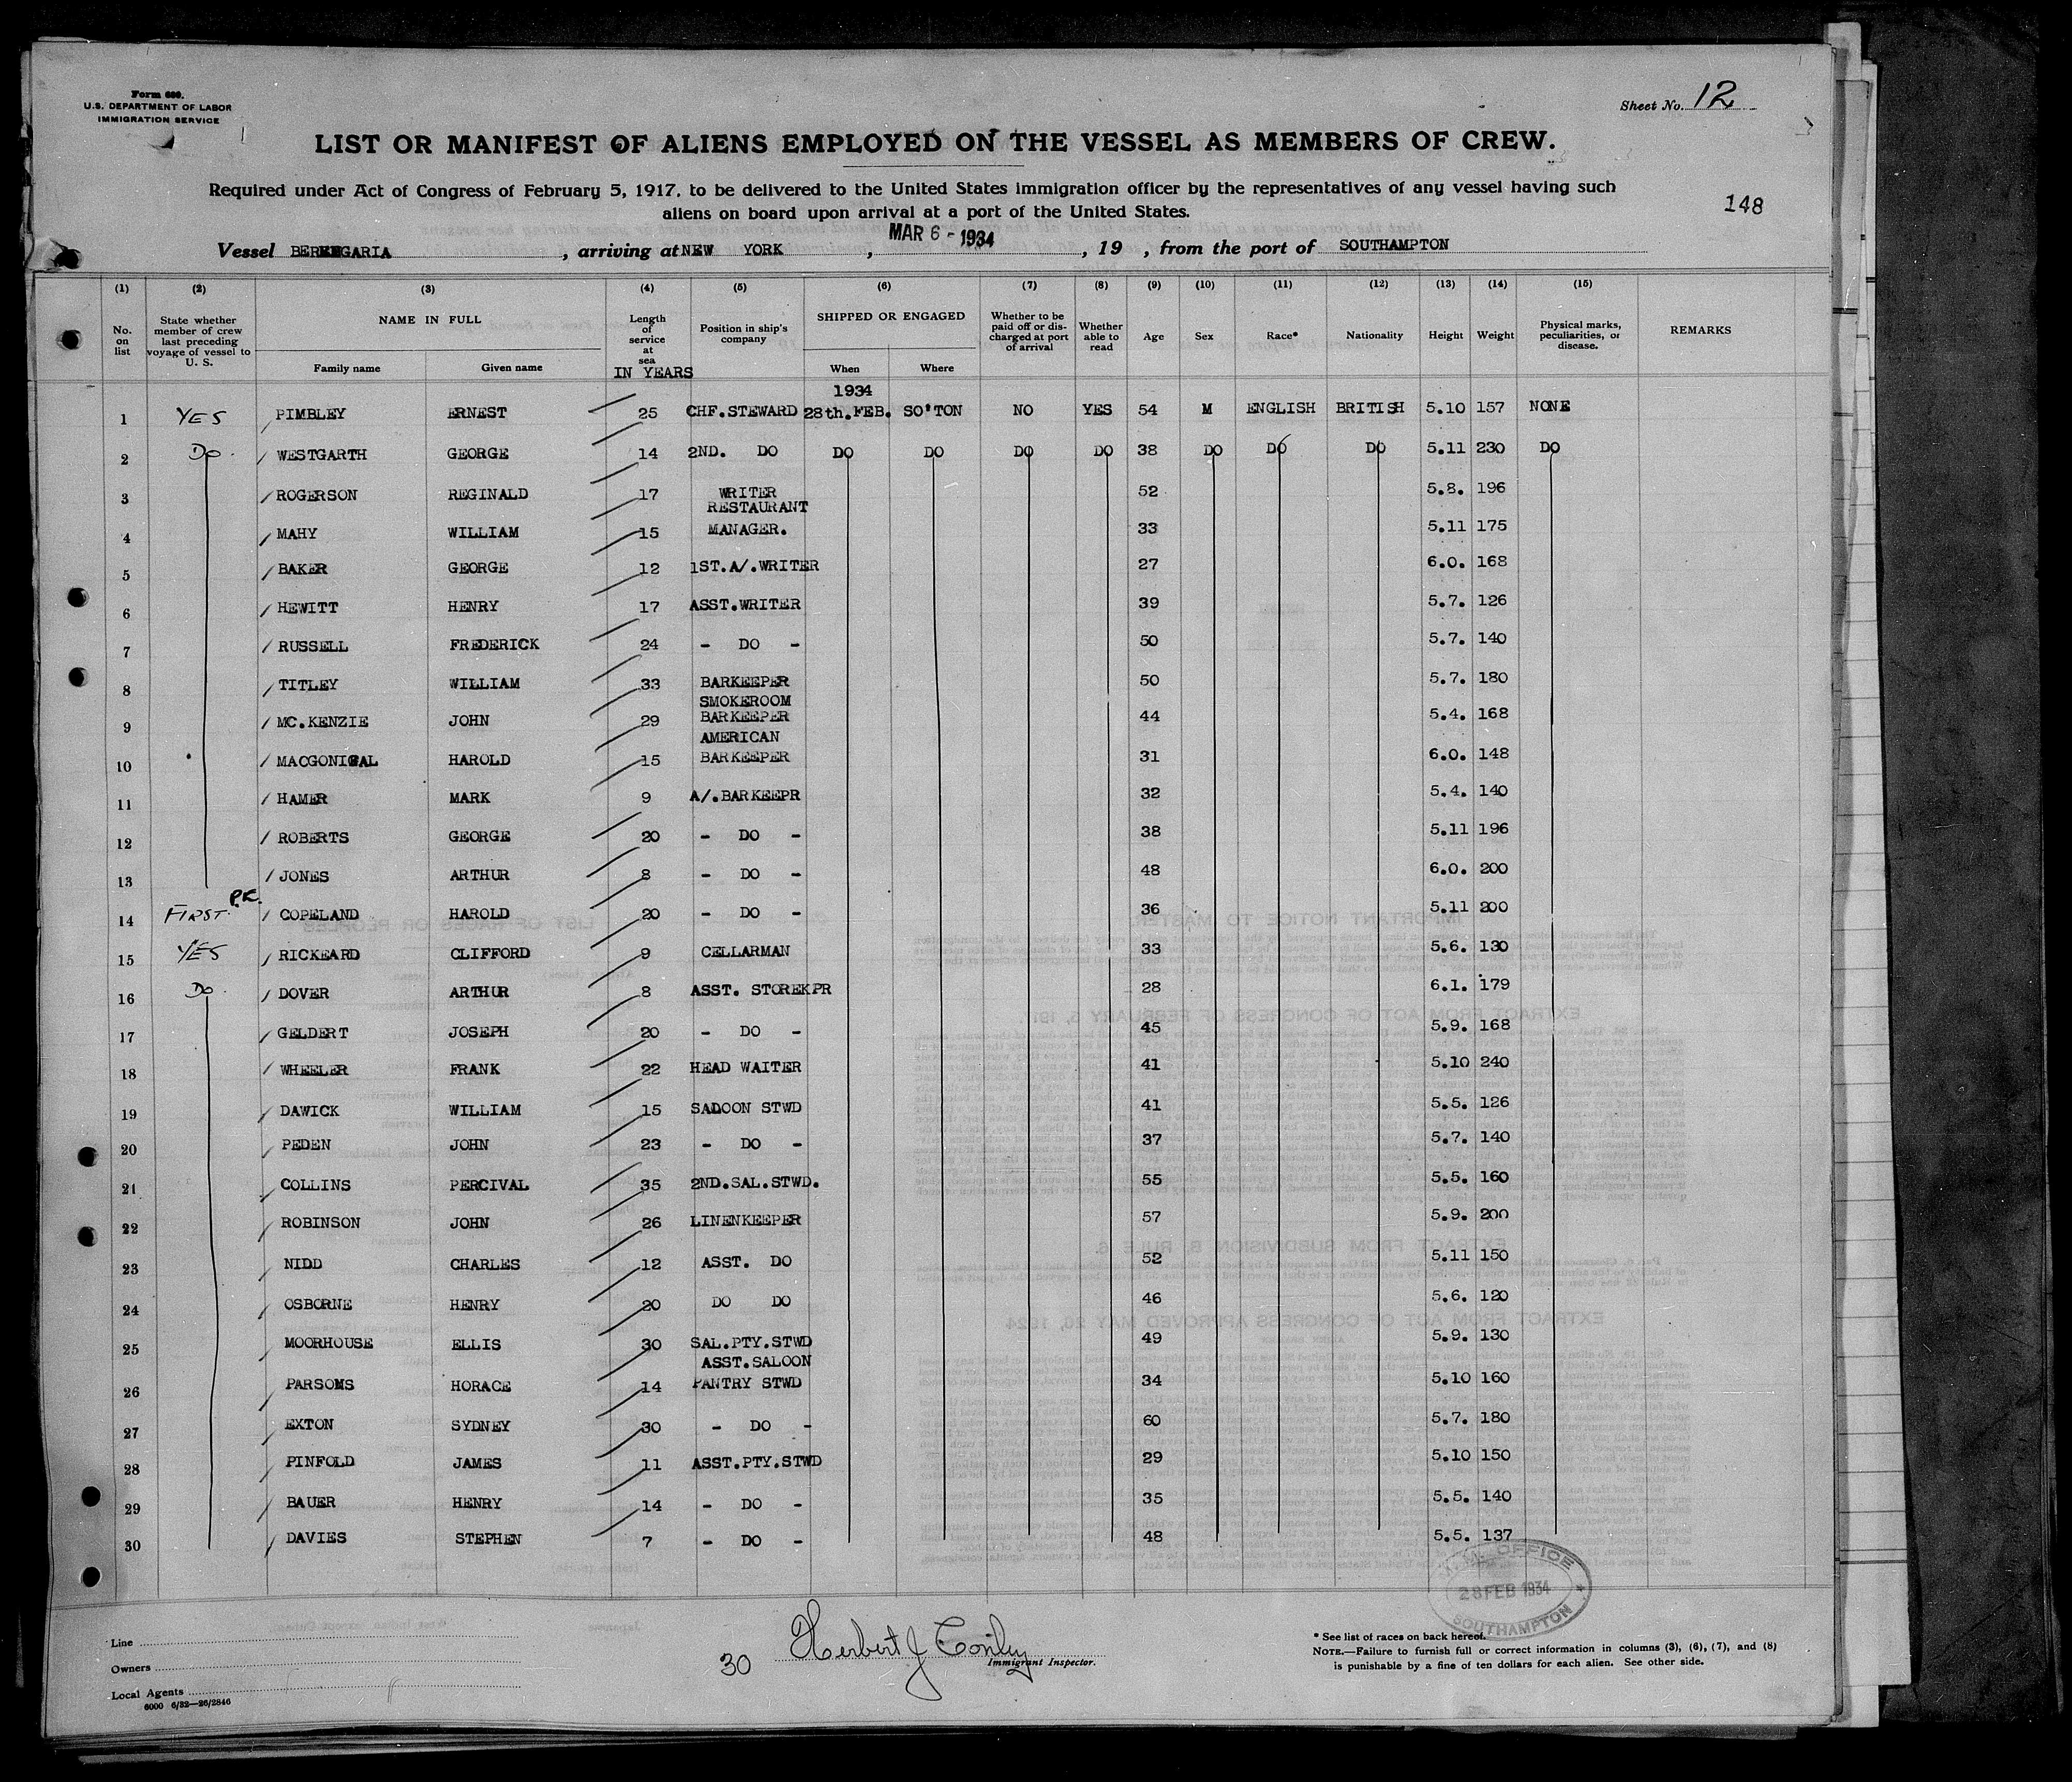 Form 680.
U.S. DEPARTMENT OF LABOR
IMMIGRATION SERVICE
Sheet No. 12
LIST OR MANIFEST OF ALIENS EMPLOYED ON THE VESSEL AS MEMBERS OF CREW.
Required under Act of Congress of February 5, 1917, to be delivered to the United States immigration officer by the representatives of any vessel having such
aliens on board upon arrival at a port of the United States.
148
Vessel BERENGARIA, arriving at NEW YORK, MAR 6 - 1934, 19 , from the port of SOUTHAMPTON
(1) (2) (3) (4) (5) (6) (7) (8) (9) (10) (11) (12) (13) (14) (15)
No. on list
State whether member of crew last preceding voyage of vessel to U. S.
NAME IN FULL
Family name Given name
Length of service at sea
IN YEARS
Position in ship's company
SHIPPED OR ENGAGED
When Where
Whether to be paid off or discharged at port of arrival
Whether able to read
Age Sex Race* Nationality Height Weight
Physical marks, peculiarities, or disease.
REMARKS
1934
1 YES PIMBLEY ERNEST 25 CHF.STEWARD 28th.FEB. SO'TON NO YES 54 M ENGLISH BRITISH 5.10 157 NONE
2 Do. WESTGARTH GEORGE 14 2ND. DO DO DO DO DO 38 DO DO DO 5.11 230 DO
3 ROGERSON REGINALD 17 WRITER 52 5.8. 196
4 MAHY WILLIAM 15 RESTAURANT MANAGER. 33 5.11 175
5 BAKER GEORGE 12 1ST.A/.WRITER 27 6.0. 168
6 HEWITT HENRY 17 ASST.WRITER 39 5.7. 126
7 RUSSELL FREDERICK 24 - DO - 50 5.7. 140
8 TITLEY WILLIAM 33 BARKEEPER 50 5.7. 180
9 MC.KENZIE JOHN 29 SMOKEROOM BARKEEPER 44 5.4. 168
10 MACGONIGAL HAROLD 15 AMERICAN BARKEEPER 31 6.0. 148
11 HAMER MARK 9 A/.BARKEEPR 32 5.4. 140
12 ROBERTS GEORGE 20 - DO - 38 5.11 196
13 JONES ARTHUR 8 - DO - 48 6.0. 200
14 FIRST. P.C. COPELAND HAROLD 20 - DO - 36 5.11 200
15 YES RICKEARD CLIFFORD 9 CELLARMAN 33 5.6. 130
16 Do. DOVER ARTHUR 8 ASST. STOREKPR 28 6.1. 179
17 GELDERT JOSEPH 20 - DO - 45 5.9. 168
18 WHEELER FRANK 22 HEAD WAITER 41 5.10 240
19 DAWICK WILLIAM 15 SADOON STWD 41 5.5. 126
20 PEDEN JOHN 23 - DO - 37 5.7. 140
21 COLLINS PERCIVAL 35 2ND.SAL.STWD. 55 5.5. 160
22 ROBINSON JOHN 26 LINENKEEPER 57 5.9. 200
23 NIDD CHARLES 12 ASST. DO 52 5.11 150
24 OSBORNE HENRY 20 DO DO 46 5.6. 120
25 MOORHOUSE ELLIS 30 SAL.PTY.STWD 49 5.9. 130
26 PARSONS HORACE 14 ASST.SALOON PANTRY STWD 34 5.10 160
27 EXTON SYDNEY 30 - DO - 60 5.7. 180
28 PINFOLD JAMES 11 ASST.PTY.STWD 29 5.10 150
29 BAUER HENRY 14 - DO - 35 5.5. 140
30 DAVIES STEPHEN 7 - DO - 48 5.5. 137
OFFICE
28 FEB 1934
SOUTHAMPTON
Line
Owners
Local Agents
6000 6/32—26/2846
30
Herbert J Conley
Immigrant Inspector.
* See list of races on back hereof.
NOTE.—Failure to furnish full or correct information in columns (3), (6), (7), and (8)
is punishable by a fine of ten dollars for each alien. See other side.